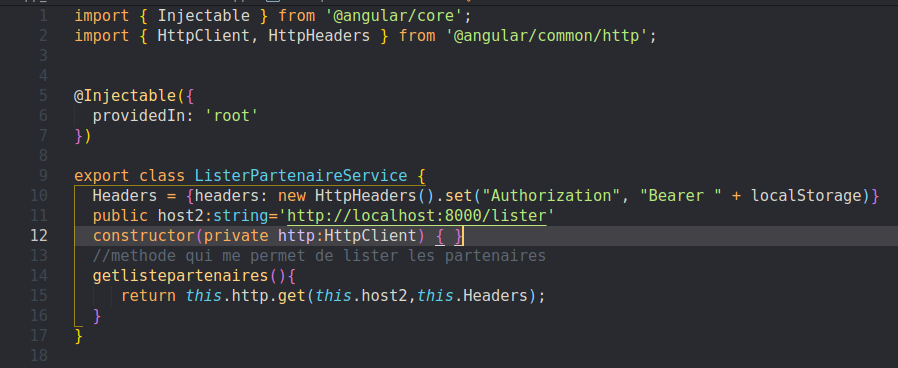 1 import { Injectable } from '@angular/core';
2 import { HttpClient, HttpHeaders } from '@angular/common/http';
3
4
5 @Injectable({
6 providedIn: 'root'
7 })
8
9 export class ListerPartenaireService {
10 Headers = {headers: new HttpHeaders().set("Authorization", "Bearer " + localStorage)}
11 public host2:string='http://localhost:8000/lister'
12 constructor(private http:HttpClient) { }
13 //methode qui me permet de lister les partenaires
14 getlistepartenaires(){
15 return this.http.get(this.host2,this.Headers);
16 }
17 }
18